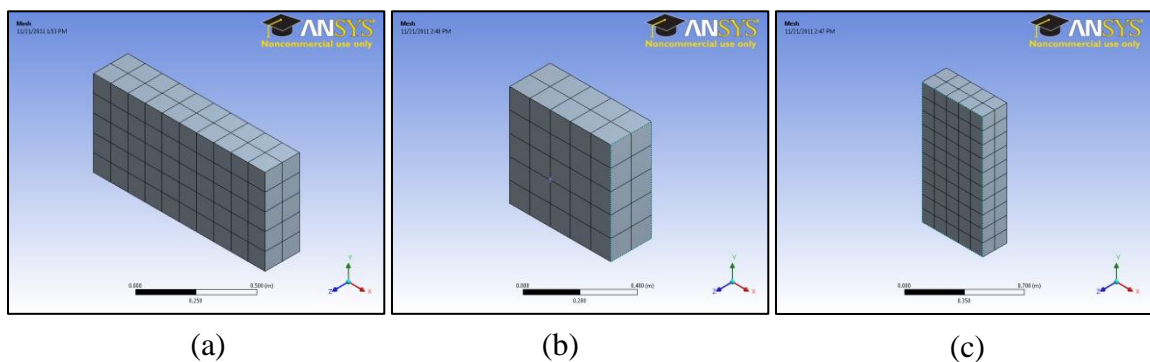 Mesh
11/21/2011 1:53 PM
ANSYS
Noncommercial use only
0.000
0.500 (m)
0.250
Y
Z
X
(a)
Mesh
11/21/2011 2:48 PM
ANSYS
Noncommercial use only
0.000
0.400 (m)
0.200
Y
Z
X
(b)
Mesh
11/21/2011 2:47 PM
ANSYS
Noncommercial use only
0.000
0.700 (m)
0.350
Y
Z
X
(c)